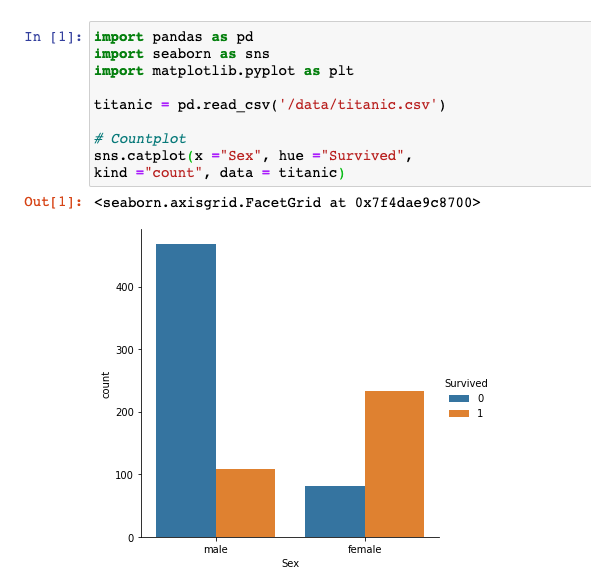 In [1]: import pandas as pd
import seaborn as sns
import matplotlib.pyplot as plt
titanic = pd.read_csv('/data/titanic.csv')
# Countplot
sns.catplot(x ="Sex", hue ="Survived",
kind ="count", data = titanic)
Out[1]: <seaborn.axisgrid.FacetGrid at 0x7f4dae9c8700>
400
300
200
100
0
count
male female
Sex
Survived
0
1